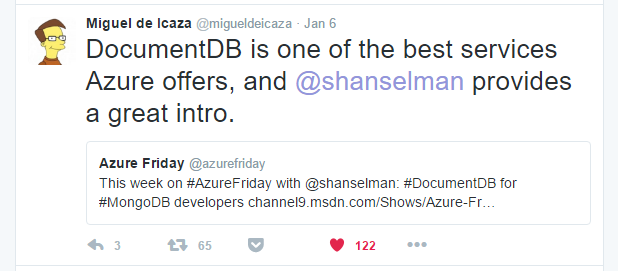 Miguel de Icaza @migueldeicaza · Jan 6
DocumentDB is one of the best services
Azure offers, and @shanselman provides
a great intro.
Azure Friday @azurefriday
This week on #AzureFriday with @shanselman: #DocumentDB for
#MongoDB developers channel9.msdn.com/Shows/Azure-Fr…
3 65 122